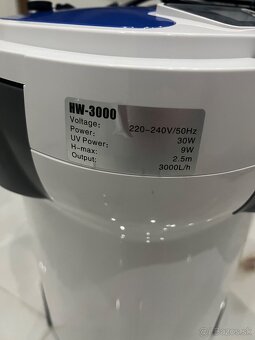 HW-3000
Voltage: 220-240V/50Hz
Power: 30W
UV Power: 9W
H-max: 2.5m
Output: 3000L/h